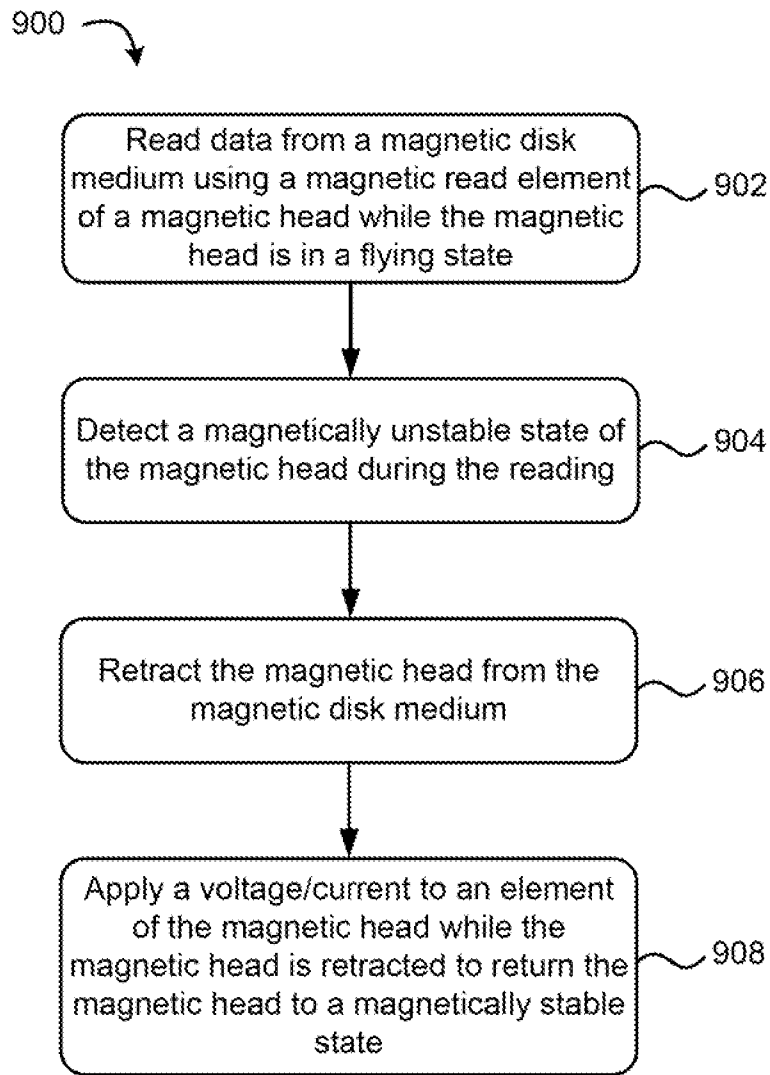 900
Read data from a magnetic disk
medium using a magnetic read element
of a magnetic head while the magnetic
head is in a flying state
902
Detect a magnetically unstable state of
the magnetic head during the reading
904
Retract the magnetic head from the
magnetic disk medium
906
Apply a voltage/current to an element
of the magnetic head while the
magnetic head is retracted to return the
magnetic head to a magnetically stable
state
908